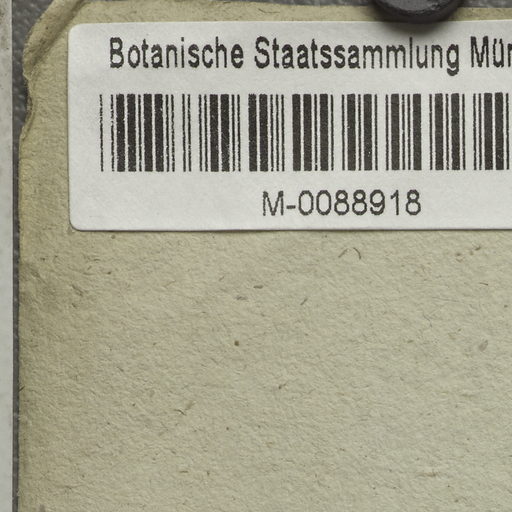 Botanische Staatssammlung Mün
M-0088918